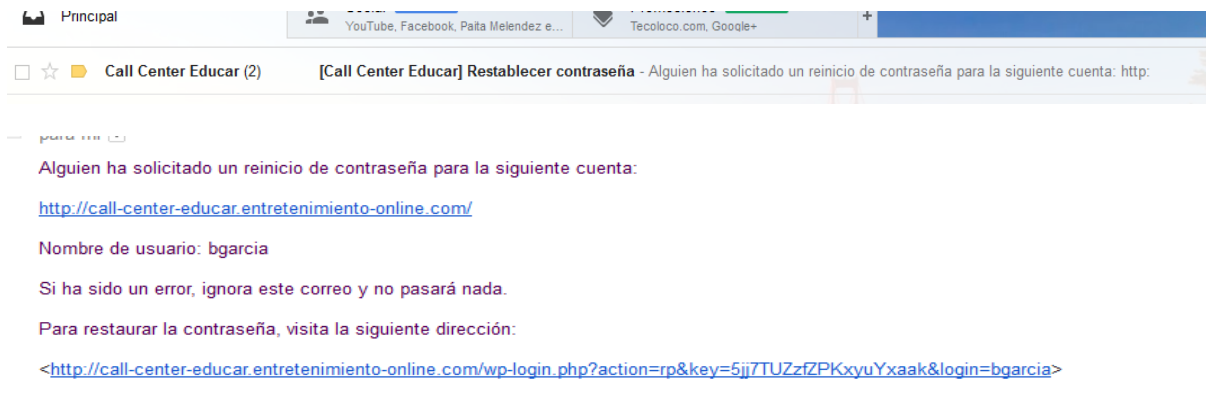 Principal
YouTube, Facebook, Paita Melendez e...
Tecoloco.com, Google+
+
Call Center Educar (2) [Call Center Educar] Restablecer contraseña - Alguien ha solicitado un reinicio de contraseña para la siguiente cuenta: http:
para mí
Alguien ha solicitado un reinicio de contraseña para la siguiente cuenta:
http://call-center-educar.entretenimiento-online.com/
Nombre de usuario: bgarcia
Si ha sido un error, ignora este correo y no pasará nada.
Para restaurar la contraseña, visita la siguiente dirección:
<http://call-center-educar.entretenimiento-online.com/wp-login.php?action=rp&key=5jj7TUZzfZPKxyuYxaak&login=bgarcia>